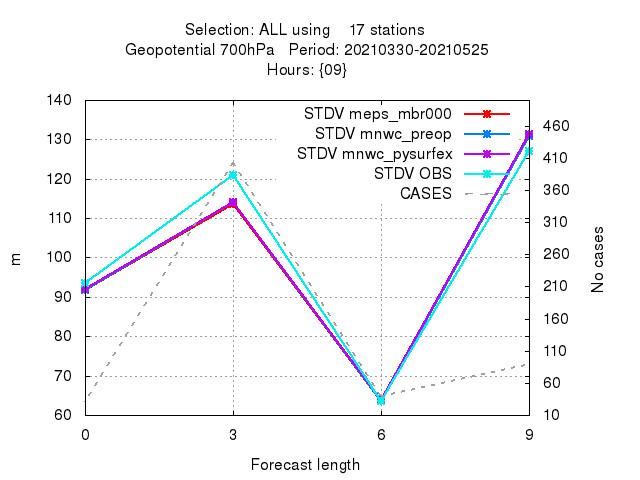 Selection: ALL using 17 stations
Geopotential 700hPa Period: 20210330-20210525
Hours: {09}
STDV meps_mbr000
STDV mnwc_preop
STDV mnwc_pysurfex
STDV OBS
CASES
140
130
120
110
100
90
80
70
60
m
460
410
360
310
260
210
160
110
60
10
No cases
0 3 6 9
Forecast length